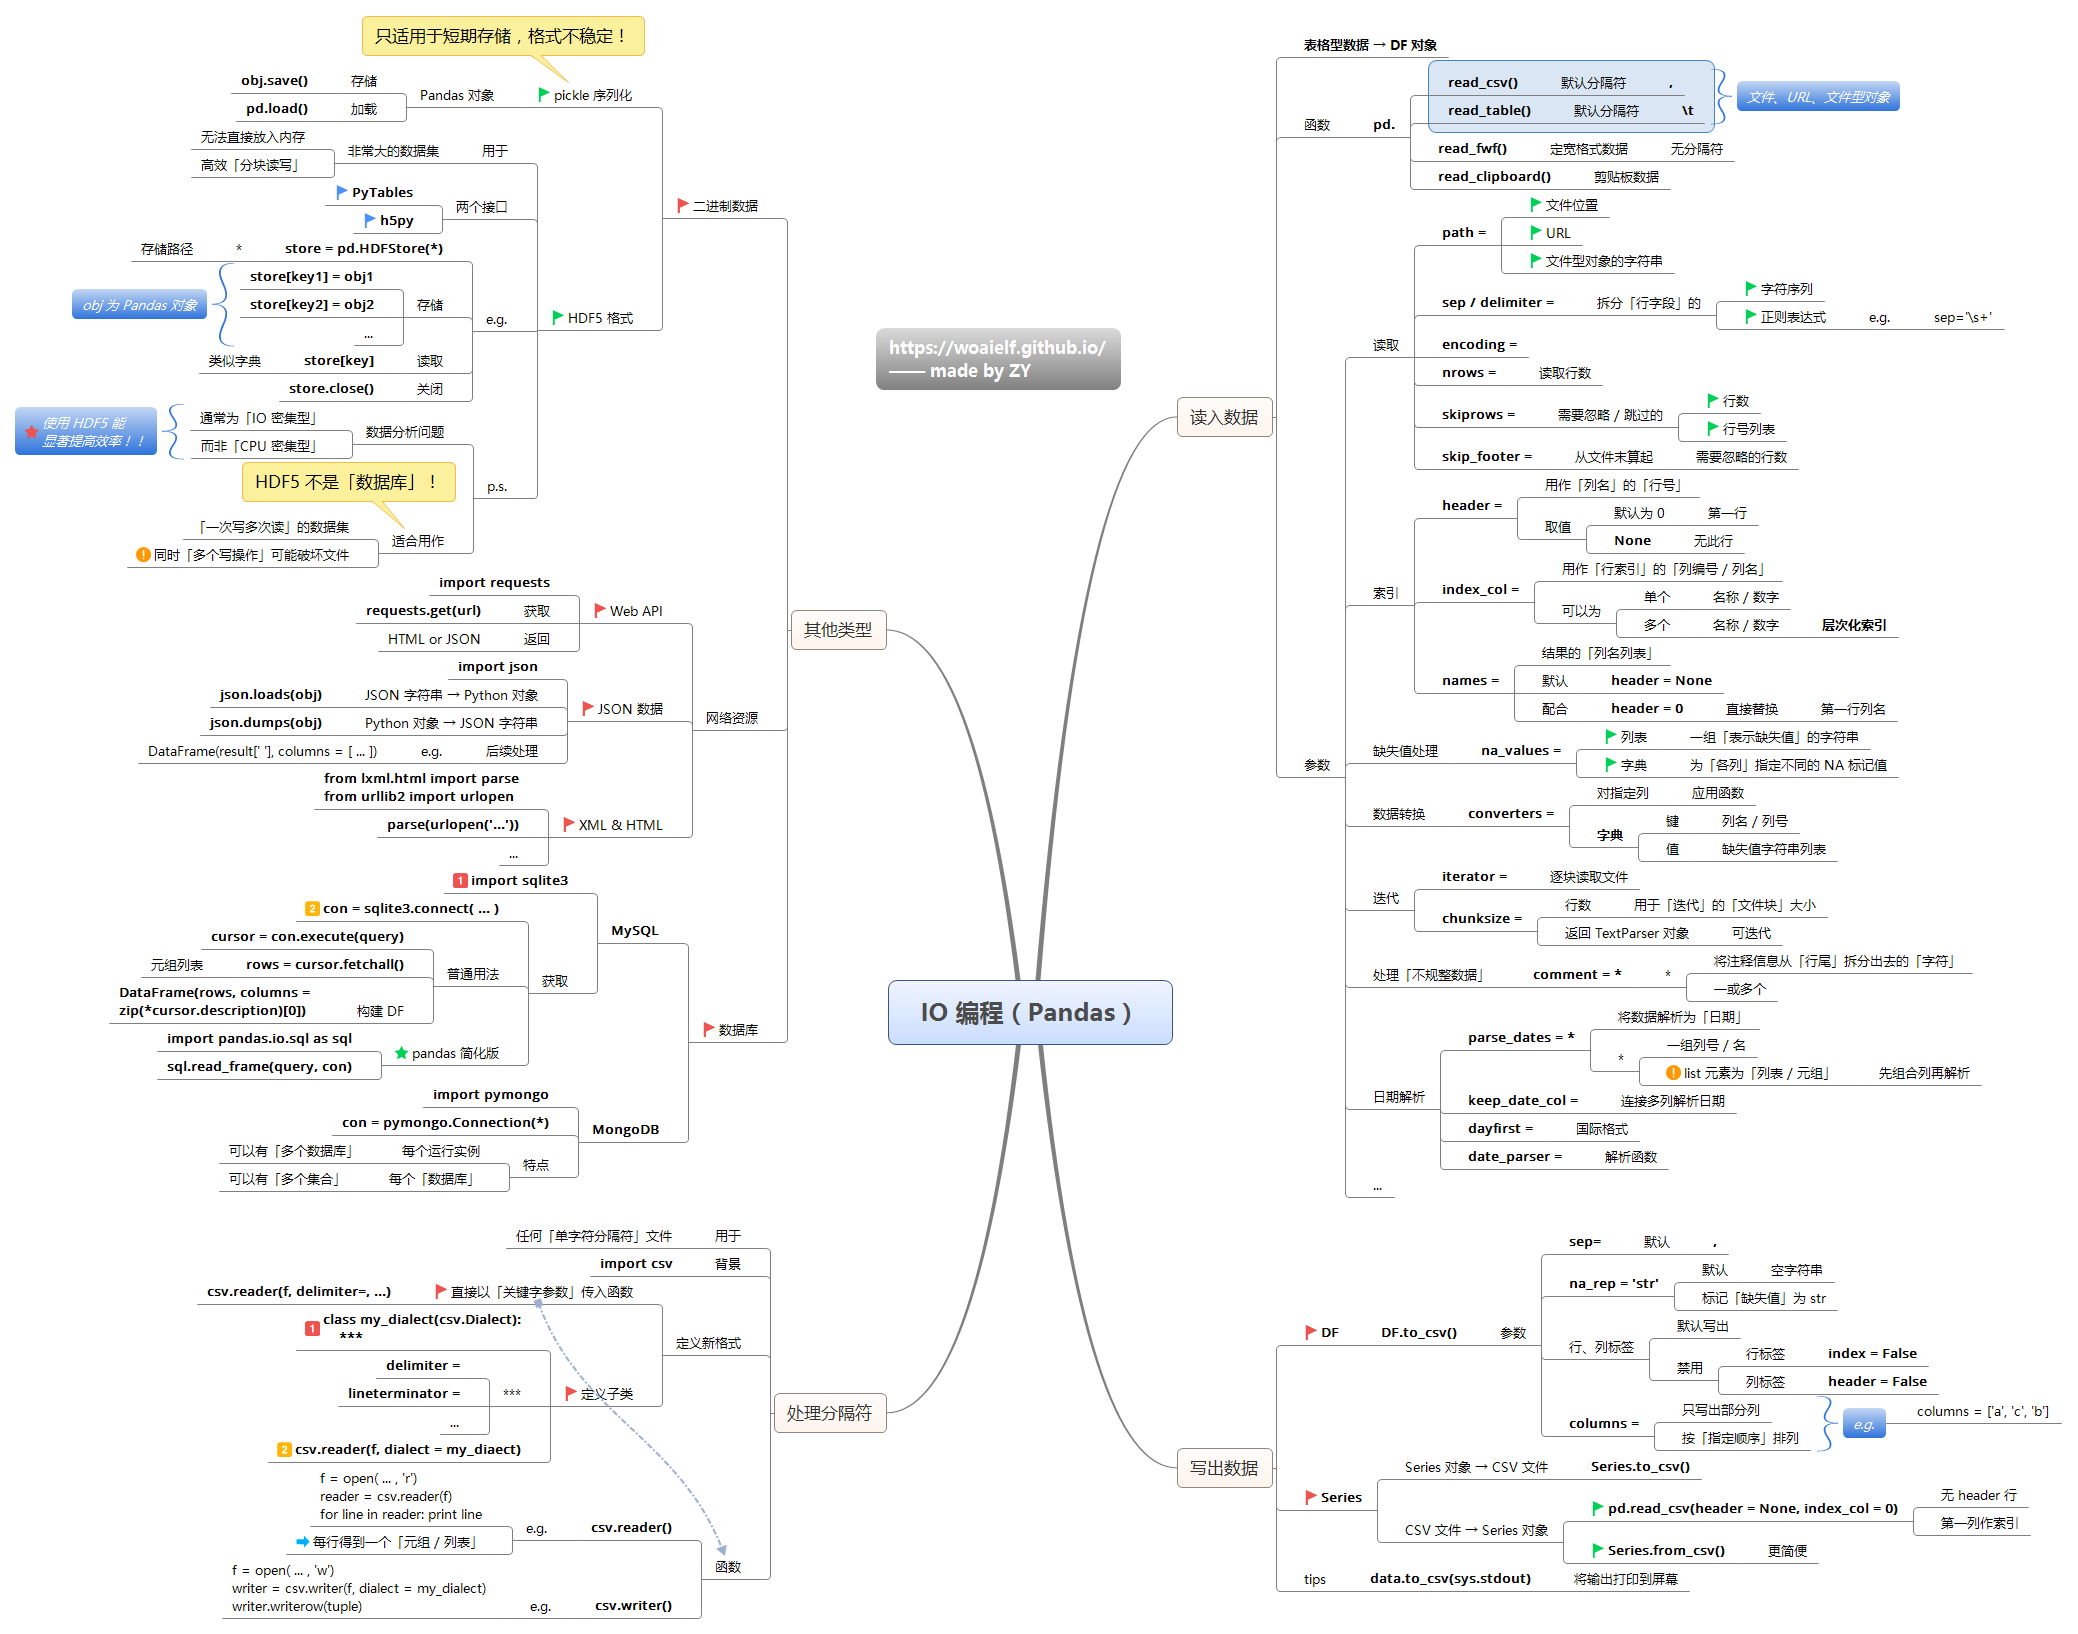 IO 编程（Pandas）
https://woaielf.github.io/
—— made by ZY
读入数据
表格型数据 → DF 对象
函数 pd.
read_csv() 默认分隔符 ,
read_table() 默认分隔符 \t
文件、URL、文件型对象
read_fwf() 定宽格式数据 无分隔符
read_clipboard() 剪贴板数据
参数
读取
path =
文件位置
URL
文件型对象的字符串
sep / delimiter = 拆分「行字段」的
字符序列
正则表达式 e.g. sep='\s+'
encoding =
nrows = 读取行数
skiprows = 需要忽略 / 跳过的
行数
行号列表
skip_footer = 从文件末算起 需要忽略的行数
索引
header =
用作「列名」的「行号」
取值
默认为 0 第一行
None 无此行
index_col =
用作「行索引」的「列编号 / 列名」
可以为
单个 名称 / 数字
多个 名称 / 数字 层次化索引
names =
结果的「列名列表」
默认 header = None
配合 header = 0 直接替换 第一行列名
缺失值处理 na_values =
列表 一组「表示缺失值」的字符串
字典 为「各列」指定不同的 NA 标记值
数据转换 converters =
对指定列 应用函数
字典
键 列名 / 列号
值 缺失值字符串列表
迭代
iterator = 逐块读取文件
chunksize =
行数 用于「迭代」的「文件块」大小
返回 TextParser 对象 可迭代
处理「不规整数据」 comment = * *
将注释信息从「行尾」拆分出去的「字符」
一或多个
日期解析
parse_dates = *
将数据解析为「日期」
*
一组列号 / 名
list 元素为「列表 / 元组」 先组合列再解析
keep_date_col = 连接多列解析日期
dayfirst = 国际格式
date_parser = 解析函数
...
写出数据
DF DF.to_csv() 参数
sep= 默认 ,
na_rep = 'str'
默认 空字符串
标记「缺失值」为 str
行、列标签
默认写出
禁用
行标签 index = False
列标签 header = False
columns =
只写出部分列
按「指定顺序」排列
e.g. columns = ['a', 'c', 'b']
Series
Series 对象 → CSV 文件 Series.to_csv()
CSV 文件 → Series 对象
pd.read_csv(header = None, index_col = 0)
无 header 行
第一列作索引
Series.from_csv() 更简便
tips data.to_csv(sys.stdout) 将输出打印到屏幕
其他类型
二进制数据
只适用于短期存储，格式不稳定！
pickle 序列化
Pandas 对象
obj.save() 存储
pd.load() 加载
HDF5 格式
用于 非常大的数据集
无法直接放入内存
高效「分块读写」
两个接口
PyTables
h5py
e.g.
存储路径 * store = pd.HDFStore(*)
存储
store[key1] = obj1
store[key2] = obj2
...
obj 为 Pandas 对象
类似字典 store[key] 读取
store.close() 关闭
p.s.
数据分析问题
通常为「IO 密集型」
而非「CPU 密集型」
使用 HDF5 能
显著提高效率！！
HDF5 不是「数据库」！
适合用作
「一次写多次读」的数据集
同时「多个写操作」可能破坏文件
网络资源
Web API
import requests
requests.get(url) 获取
HTML or JSON 返回
JSON 数据
import json
json.loads(obj) JSON 字符串 → Python 对象
json.dumps(obj) Python 对象 → JSON 字符串
DataFrame(result[' '], columns = [ ... ]) e.g. 后续处理
XML & HTML
from lxml.html import parse
from urllib2 import urlopen
parse(urlopen('...'))
...
数据库
MySQL
1 import sqlite3
获取
2 con = sqlite3.connect( ... )
普通用法
cursor = con.execute(query)
元组列表 rows = cursor.fetchall()
DataFrame(rows, columns =
zip(*cursor.description)[0]) 构建 DF
pandas 简化版
import pandas.io.sql as sql
sql.read_frame(query, con)
MongoDB
import pymongo
con = pymongo.Connection(*)
特点
可以有「多个数据库」 每个运行实例
可以有「多个集合」 每个「数据库」
处理分隔符
任何「单字符分隔符」文件 用于
import csv 背景
定义新格式
csv.reader(f, delimiter=, ...) 直接以「关键字参数」传入函数
定义子类
1 class my_dialect(csv.Dialect):
***
***
delimiter =
lineterminator =
...
2 csv.reader(f, dialect = my_diaect)
函数
csv.reader() e.g.
f = open( ... , 'r')
reader = csv.reader(f)
for line in reader: print line
每行得到一个「元组 / 列表」
csv.writer() e.g.
f = open( ... , 'w')
writer = csv.writer(f, dialect = my_dialect)
writer.writerow(tuple)